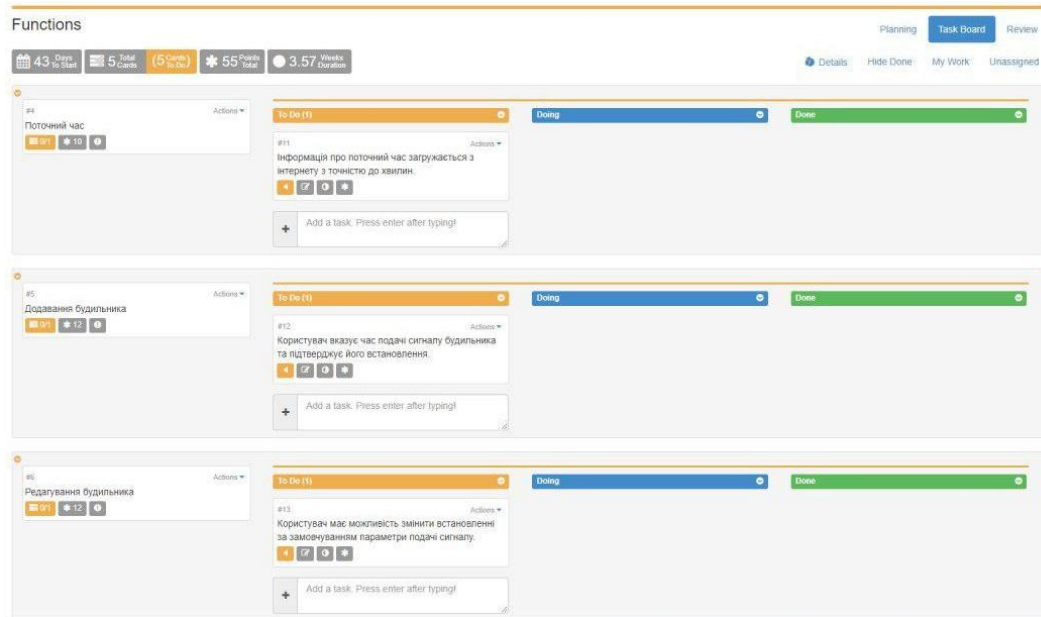 Functions
Planning Task Board Review
43 Days To Start 5 Total Cards (5 Cards To Do) 55 Points Total 3.57 Weeks Duration
Details Hide Done My Work Unassigned
#4 Actions
Поточний час
0/1 10
To Do (1) Doing Done
#11 Actions
Інформація про поточний час загружається з
інтернету з точністю до хвилин.
Add a task. Press enter after typing!
#5 Actions
Додавання будильника
0/1 12
To Do (1) Doing Done
#12 Actions
Користувач вказує час подачі сигналу будильника
та підтверджує його встановлення.
Add a task. Press enter after typing!
#6 Actions
Редагування будильника
0/1 12
To Do (1) Doing Done
#13 Actions
Користувач має можливість змінити встановленні
за замовчуванням параметри подачі сигналу.
Add a task. Press enter after typing!